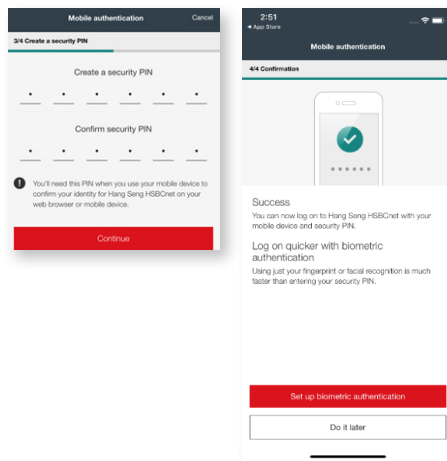 Mobile authentication
Cancel
3/4 Create a security PIN
Create a security PIN
Confirm security PIN
You'll need this PIN when you use your mobile device to
confirm your identity for Hang Seng HSBCnet on your
web browser or mobile device.
Continue
2:51
App Store
Mobile authentication
4/4 Confirmation
Success
You can now log on to Hang Seng HSBCnet with your
mobile device and security PIN.
Log on quicker with biometric
authentication
Using just your fingerprint or facial recognition is much
faster than entering your security PIN.
Set up biometric authentication
Do it later